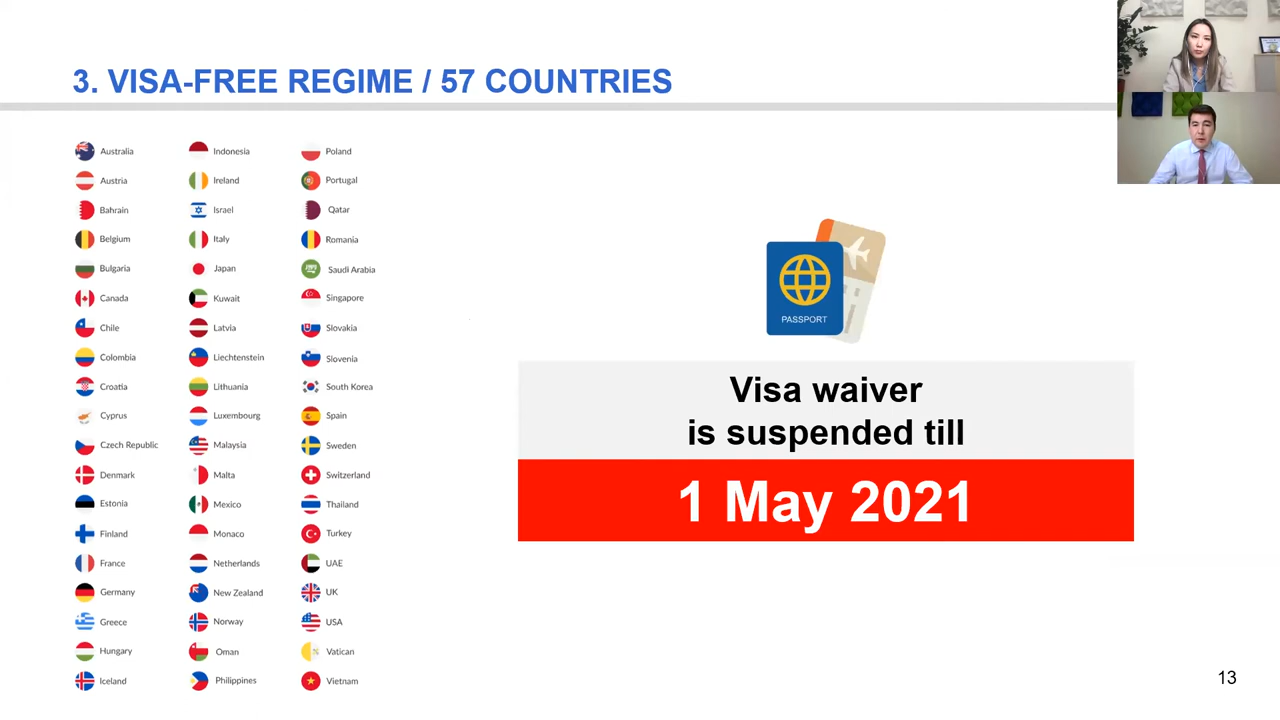 3. VISA-FREE REGIME / 57 COUNTRIES
Australia
Austria
Bahrain
Belgium
Bulgaria
Canada
Chile
Colombia
Croatia
Cyprus
Czech Republic
Denmark
Estonia
Finland
France
Germany
Greece
Hungary
Iceland
Indonesia
Ireland
Israel
Italy
Japan
Kuwait
Latvia
Liechtenstein
Lithuania
Luxembourg
Malaysia
Malta
Mexico
Monaco
Netherlands
New Zealand
Norway
Oman
Philippines
Poland
Portugal
Qatar
Romania
Saudi Arabia
Singapore
Slovakia
Slovenia
South Korea
Spain
Sweden
Switzerland
Thailand
Turkey
UAE
UK
USA
Vatican
Vietnam
PASSPORT
Visa waiver
is suspended till
1 May 2021
13